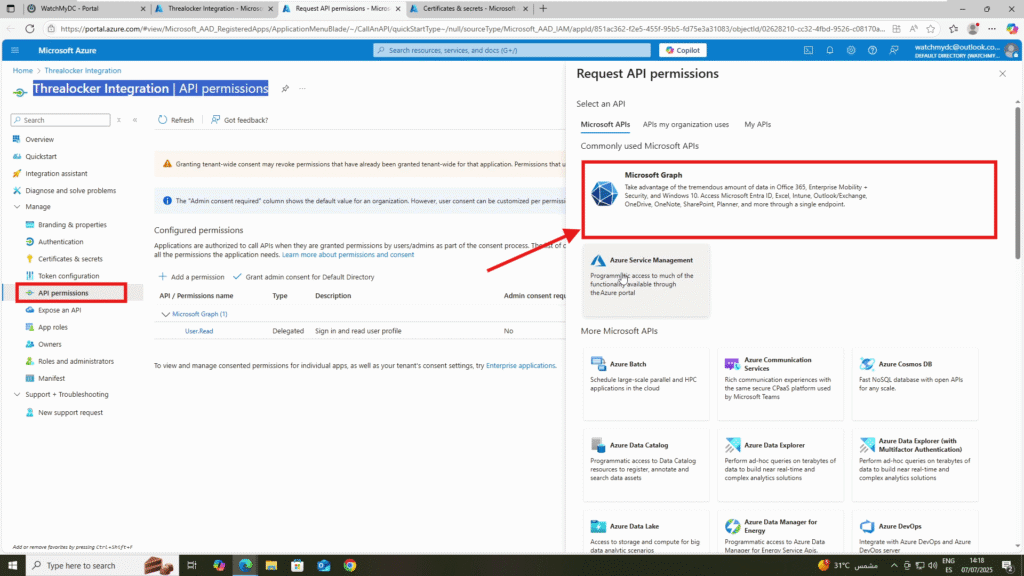 WatchMyDC - Portal
Threalocker Integration - Micros
Request API permissions - Micro
Certificates & secrets - Microsof
https://portal.azure.com/#view/Microsoft_AAD_RegisteredApps/ApplicationMenuBlade/~/CallAnAPI/quickStartType~/null/sourceType/Microsoft_AAD_IAM/appId/851ac362-f2e5-455f-95b5-fd75e3a31083/objectId/02628210-cc32-4fbd-9526-c08170a...
Microsoft Azure
Search resources, services, and docs (G+/)
Copilot
watchmydc@outlook.co...
DEFAULT DIRECTORY (WATCHMY...
Home > Threalocker Integration
Threalocker Integration | API permissions
Search
Overview
Quickstart
Integration assistant
Diagnose and solve problems
Manage
Branding & properties
Authentication
Certificates & secrets
Token configuration
API permissions
Expose an API
App roles
Owners
Roles and administrators
Manifest
Support + Troubleshooting
New support request
Add or remove favorites by pressing Ctrl+Shift+F
Refresh
Got feedback?
Granting tenant-wide consent may revoke permissions that have already been granted tenant-wide for that application. Permissions that u
The "Admin consent required" column shows the default value for an organization. However, user consent can be customized per permissi
Configured permissions
Applications are authorized to call APIs when they are granted permissions by users/admins as part of the consent process. The list of c
all the permissions the application needs. Learn more about permissions and consent
Add a permission
Grant admin consent for Default Directory
API / Permissions name Type Description Admin consent requ
Microsoft Graph (1)
User.Read Delegated Sign in and read user profile No
To view and manage consented permissions for individual apps, as well as your tenant's consent settings, try Enterprise applications.
Request API permissions
Select an API
Microsoft APIs APIs my organization uses My APIs
Commonly used Microsoft APIs
Microsoft Graph
Take advantage of the tremendous amount of data in Office 365, Enterprise Mobility +
Security, and Windows 10. Access Microsoft Entra ID, Excel, Intune, Outlook/Exchange,
OneDrive, OneNote, SharePoint, Planner, and more through a single endpoint.
Azure Service Management
Programmatic access to much of the
functionality available through
the Azure portal
More Microsoft APIs
Azure Batch
Schedule large-scale parallel and HPC
applications in the cloud
Azure Communication
Services
Rich communication experiences with
the same secure CPaaS platform used
by Microsoft Teams
Azure Cosmos DB
Fast NoSQL database with open APIs
for any scale.
Azure Data Catalog
Programmatic access to Data Catalog
resources to register, annotate and
search data assets
Azure Data Explorer
Perform ad-hoc queries on terabytes of
data to build near real-time and
complex analytics solutions
Azure Data Explorer (with
Multifactor Authentication)
Perform ad-hoc queries on terabytes of
data to build near real-time and
complex analytics solutions
Azure Data Lake
Access to storage and compute for big
data analytic scenarios
Azure Data Manager for
Energy
Programmatic access to Azure Data
Manager for Energy Service Apis.
Azure DevOps
Integrate with Azure DevOps and Azure
DevOps server
Type here to search
31°C مشمس
ENG
ES
14:18
07/07/2025